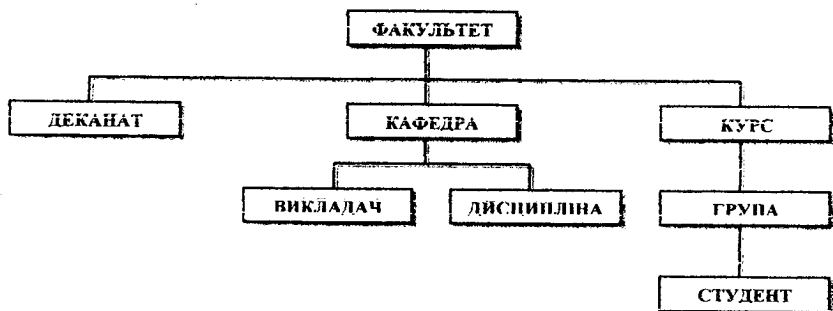 ФАКУЛЬТЕТ
ДЕКАНАТ
КАФЕДРА
КУРС
ВИКЛАДАЧ
ДИСЦИПЛІНА
ГРУПА
СТУДЕНТ